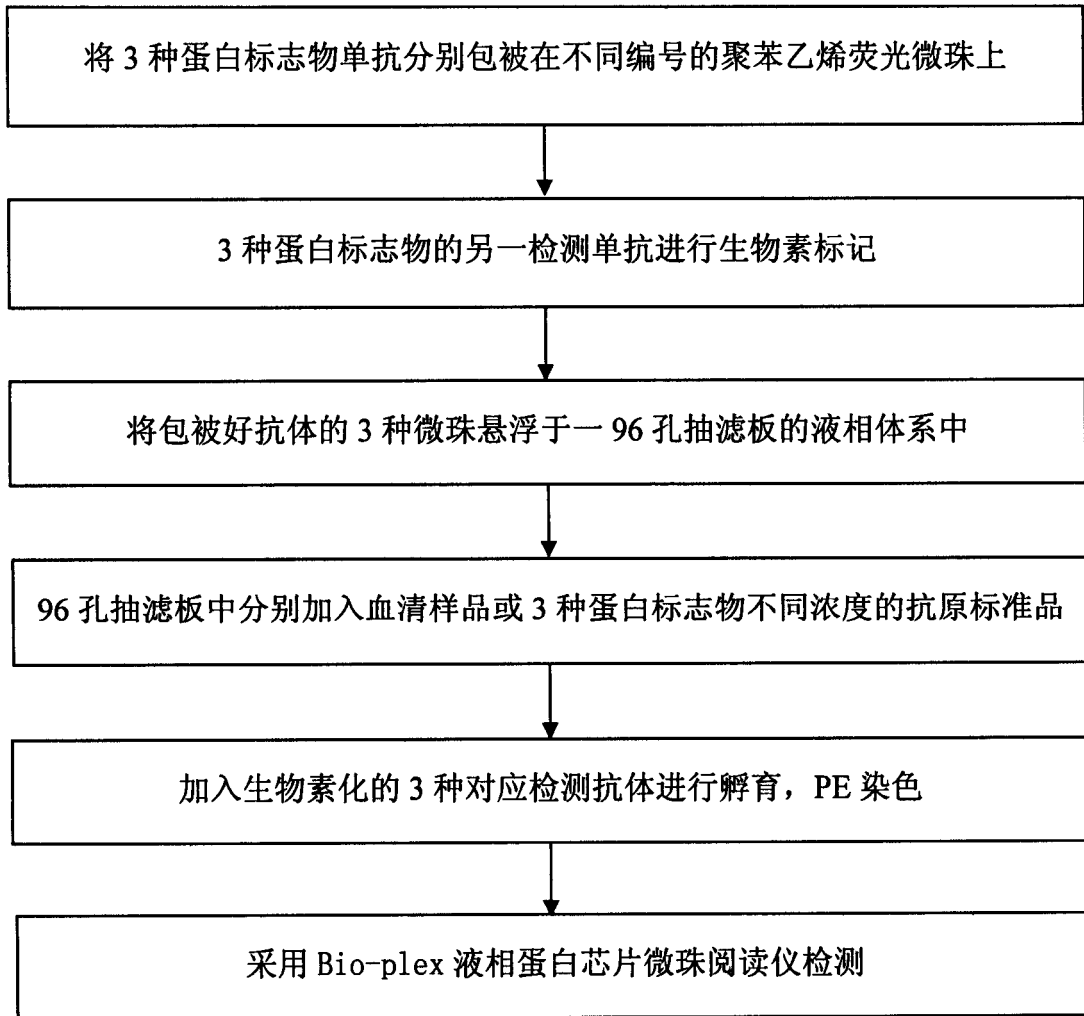 将 3 种蛋白标志物单抗分别包被在不同编号的聚苯乙烯荧光微珠上
3 种蛋白标志物的另一检测单抗进行生物素标记
将包被好抗体的 3 种微珠悬浮于一 96 孔抽滤板的液相体系中
96 孔抽滤板中分别加入血清样品或 3 种蛋白标志物不同浓度的抗原标准品
加入生物素化的 3 种对应检测抗体进行孵育，PE 染色
采用 Bio-plex 液相蛋白芯片微珠阅读仪检测